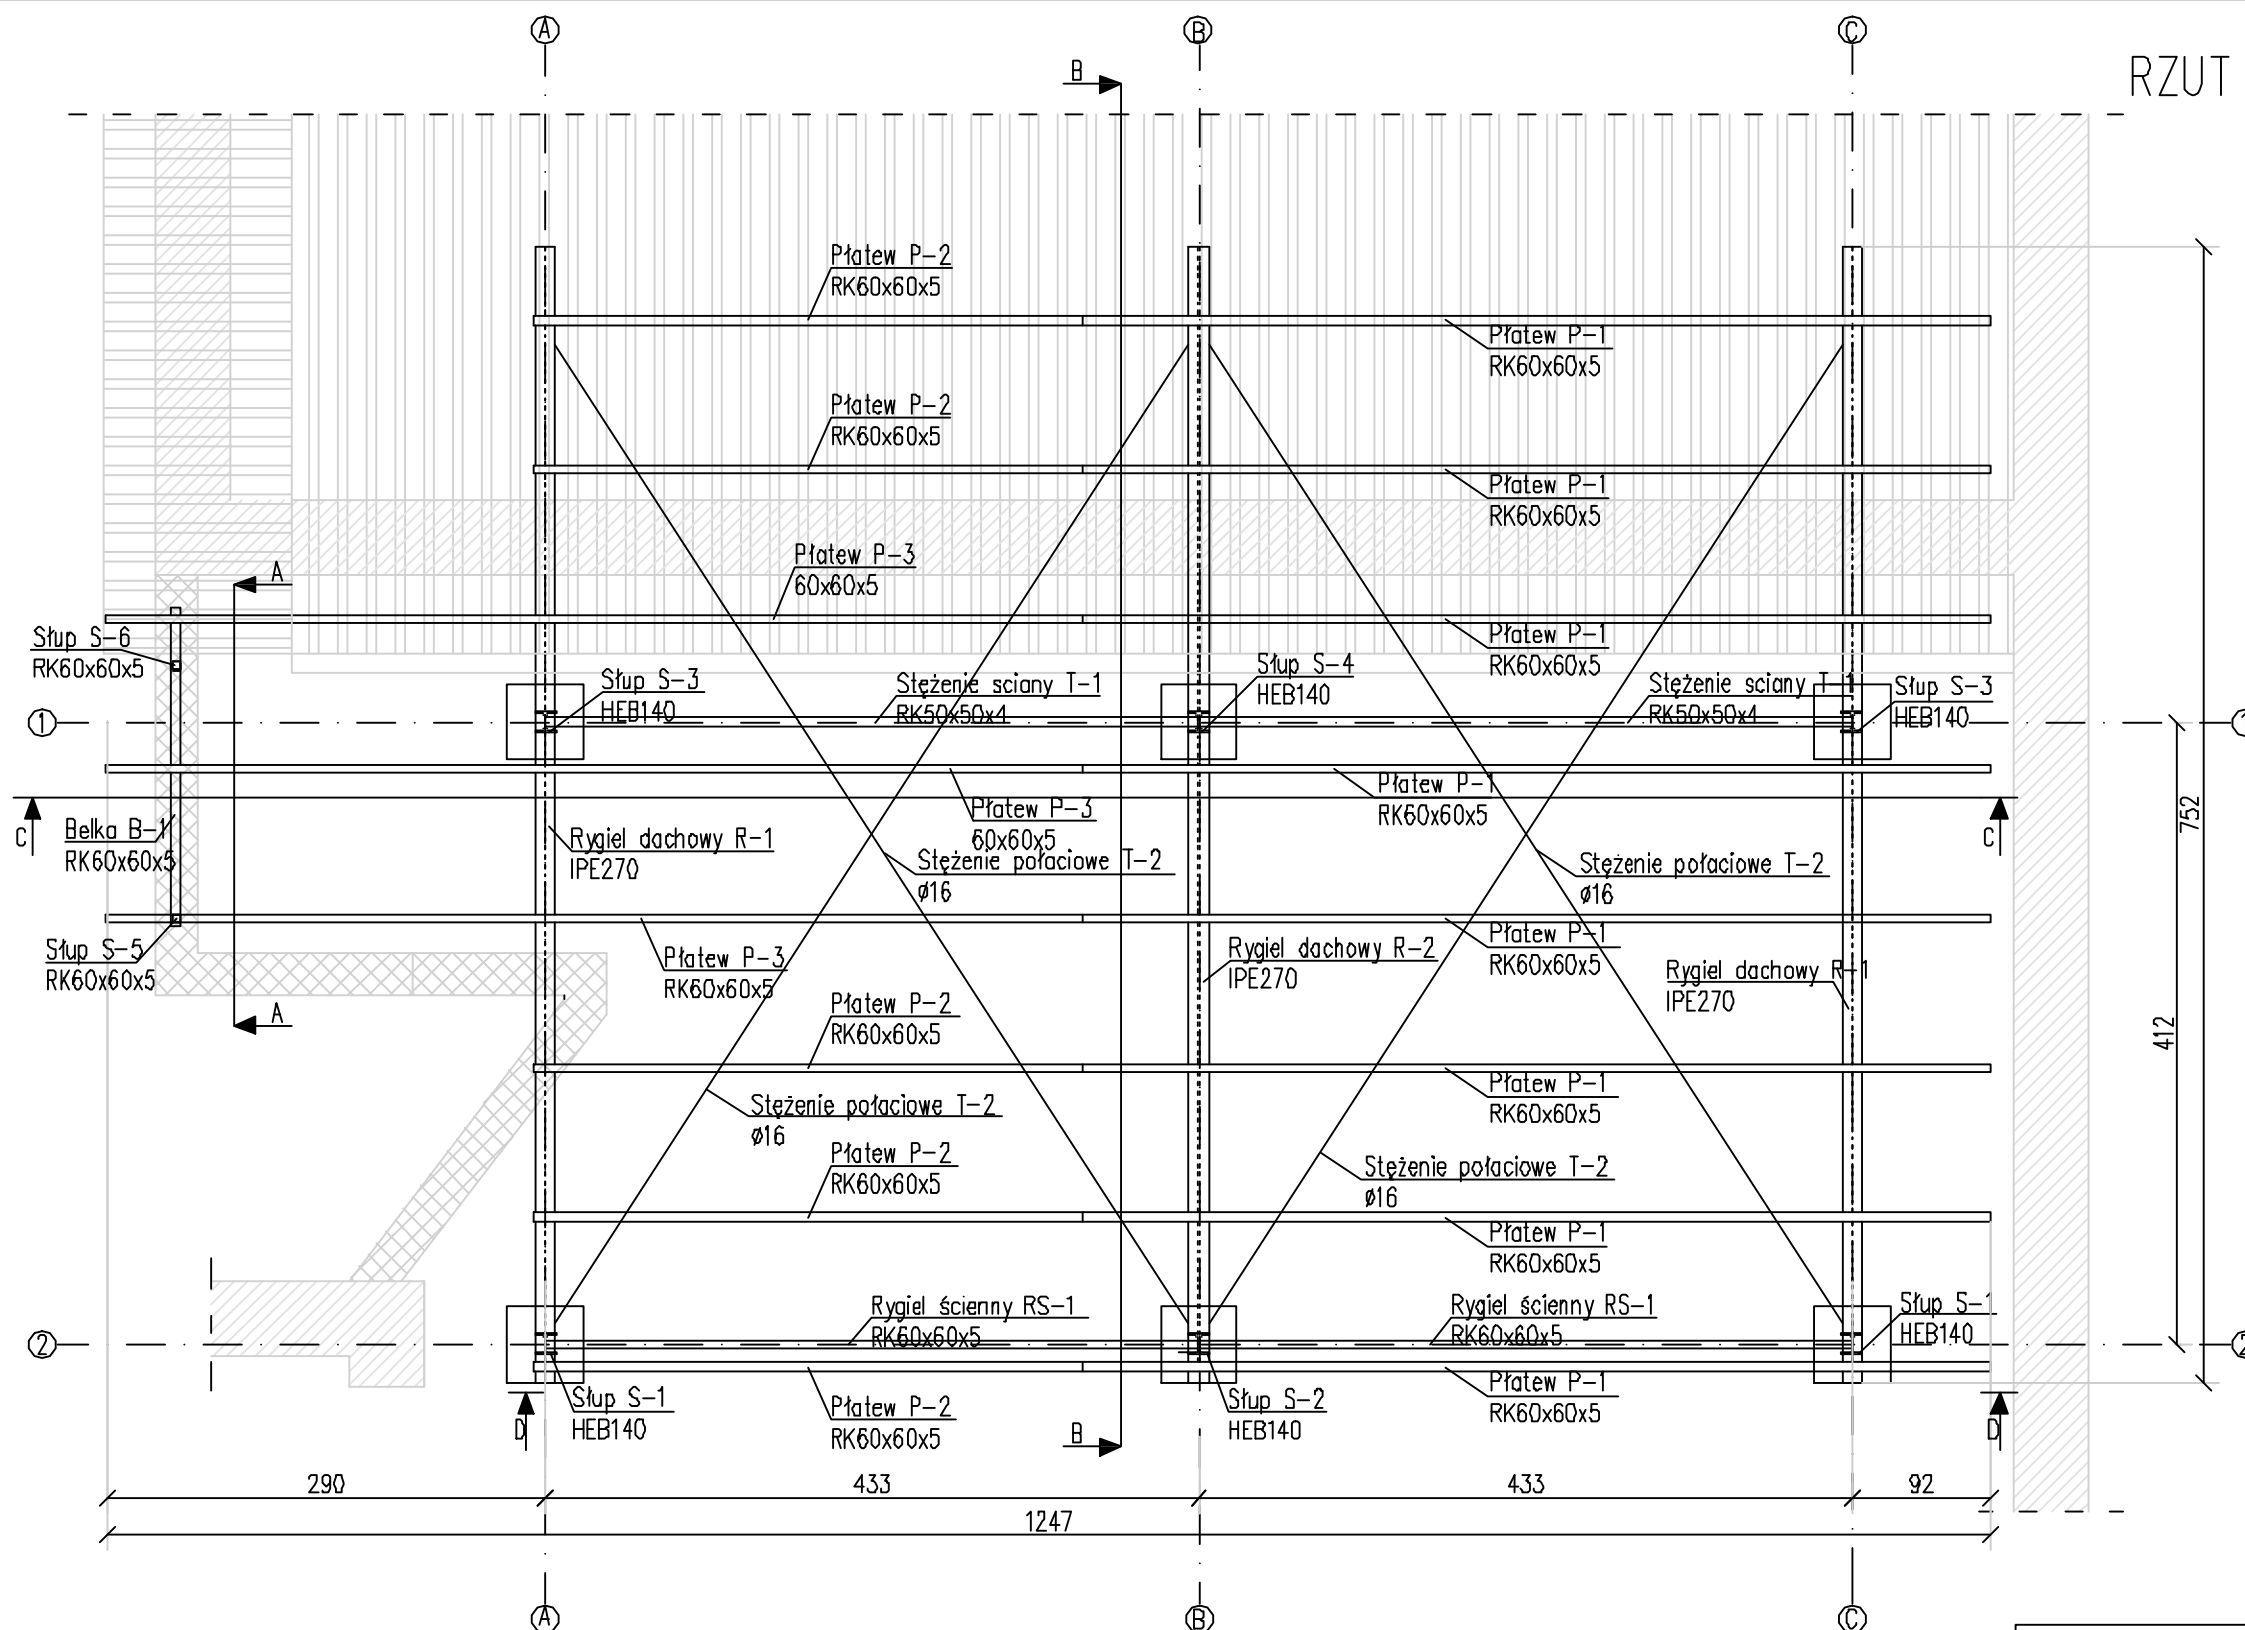 A
B
C
B
RZUT
Płatew P-2
RK60x60x5
Płatew P-1
RK60x60x5
Płatew P-2
RK60x60x5
Płatew P-1
RK60x60x5
Płatew P-3
60x60x5
A
Płatew P-1
RK60x60x5
Słup S-6
RK60x60x5
Słup S-3
HEB140
Stężenie sciany T-1
RK50x50x4
Słup S-4
HEB140
Stężenie sciany T-1
RK50x50x4
Słup S-3
HEB140
1
1
Płatew P-3
60x60x5
Płatew P-1
RK60x60x5
752
C
C
Belka B-1
RK60x60x5
Rygiel dachowy R-1
IPE270
Stężenie połaciowe T-2
ø16
Stężenie połaciowe T-2
ø16
Słup S-5
RK60x60x5
Płatew P-3
RK60x60x5
Rygiel dachowy R-2
IPE270
Płatew P-1
RK60x60x5
Rygiel dachowy R-1
IPE270
A
Płatew P-2
RK60x60x5
412
Płatew P-1
RK60x60x5
Stężenie połaciowe T-2
ø16
Płatew P-2
RK60x60x5
Stężenie połaciowe T-2
ø16
Płatew P-1
RK60x60x5
Rygiel ścienny RS-1
RK60x60x5
Rygiel ścienny RS-1
RK60x60x5
Słup S-1
HEB140
2
2
Słup S-1
HEB140
Płatew P-2
RK60x60x5
Słup S-2
HEB140
Płatew P-1
RK60x60x5
D
B
D
290
433
433
92
1247
A
B
C